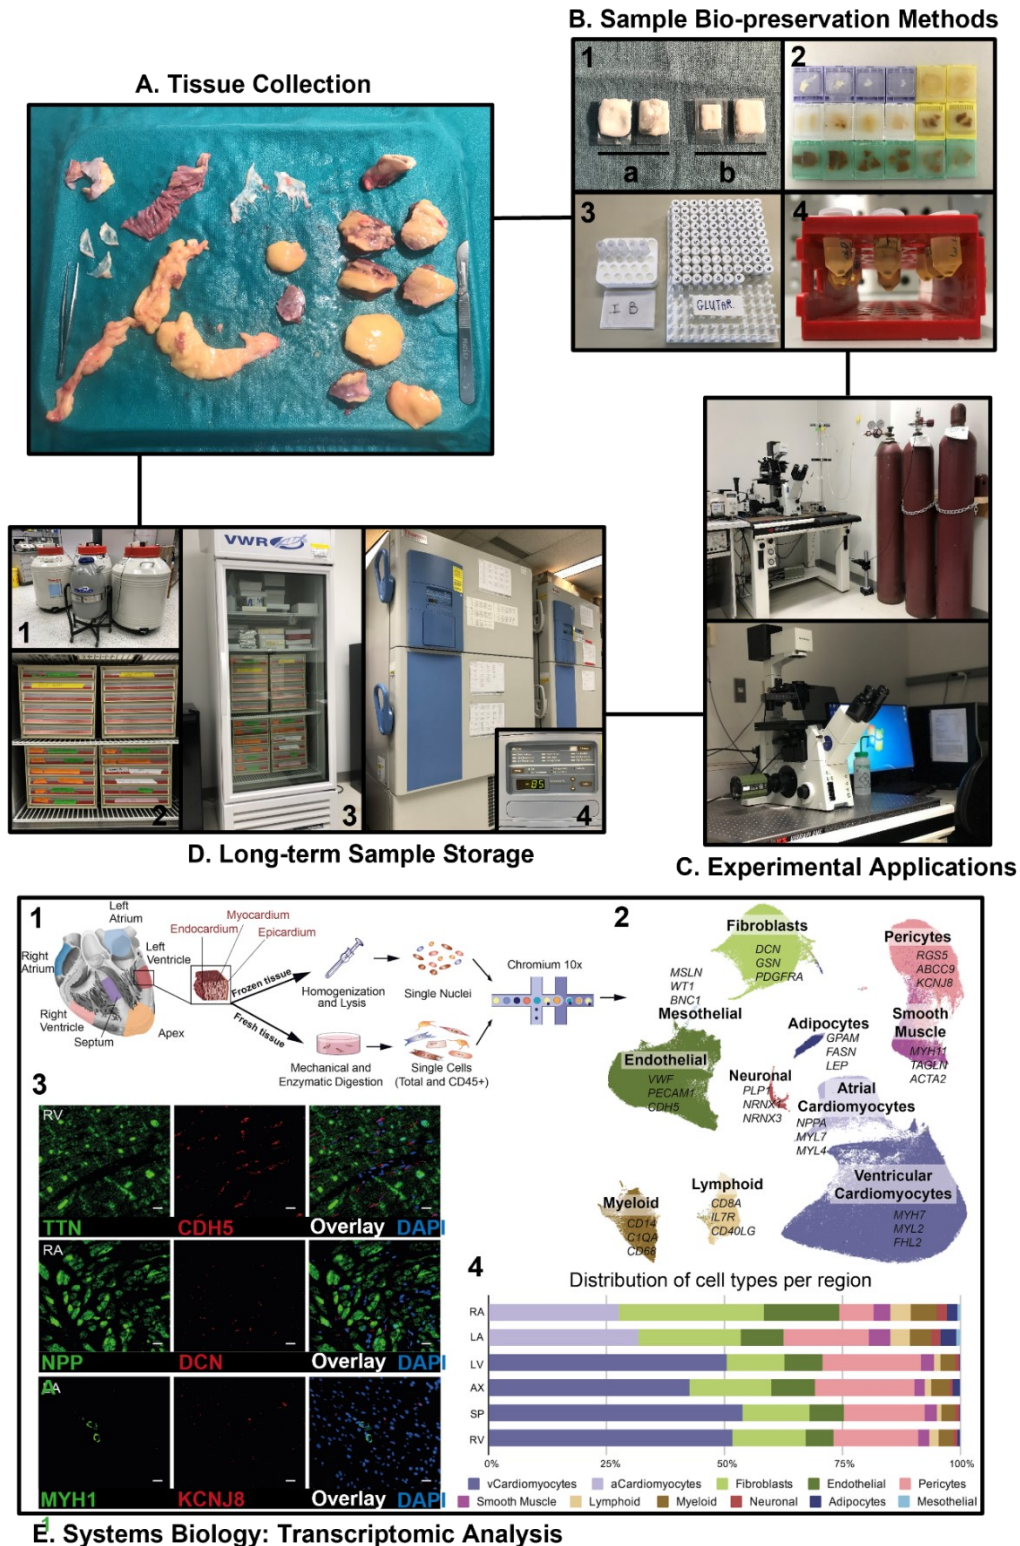 B. Sample Bio-preservation Methods
A. Tissue Collection
1
2
a
b
3
4
I B
GLUTAR.
VWR
1
2
3
4
-85
D. Long-term Sample Storage
C. Experimental Applications
1
Left
Atrium
Myocardium
Endocardium
Epicardium
Right
Atrium
Left
Ventricle
Right
Ventricle
Septum
Apex
Frozen tissue
Fresh tissue
Homogenization
and Lysis
Single Nuclei
Mechanical and
Enzymatic Digestion
Single Cells
(Total and CD45+)
Chromium 10x
2
Fibroblasts
DCN
GSN
PDGFRA
Pericytes
RGS5
ABCC9
KCNJ8
MSLN
WT1
BNC1
Mesothelial
Adipocytes
GPAM
FASN
LEP
Smooth
Muscle
MYH11
TAGLN
ACTA2
Endothelial
VWF
PECAM1
CDH5
Neuronal
PLP1
NRNX1
NRNX3
Atrial
Cardiomyocytes
NPPA
MYL7
MYL4
Ventricular
Cardiomyocytes
MYH7
MYL2
FHL2
Myeloid
CD14
C1QA
CD68
Lymphoid
CD8A
IL7R
CD40LG
3
RV
TTN CDH5 Overlay DAPI
RA
NPP DCN Overlay DAPI
A
MYH1 KCNJ8 Overlay DAPI
1
4
Distribution of cell types per region
RA
LA
LV
AX
SP
RV
0% 25% 50% 75% 100%
vCardiomyocytes aCardiomyocytes Fibroblasts Endothelial Pericytes
Smooth Muscle Lymphoid Myeloid Neuronal Adipocytes Mesothelial
E. Systems Biology: Transcriptomic Analysis